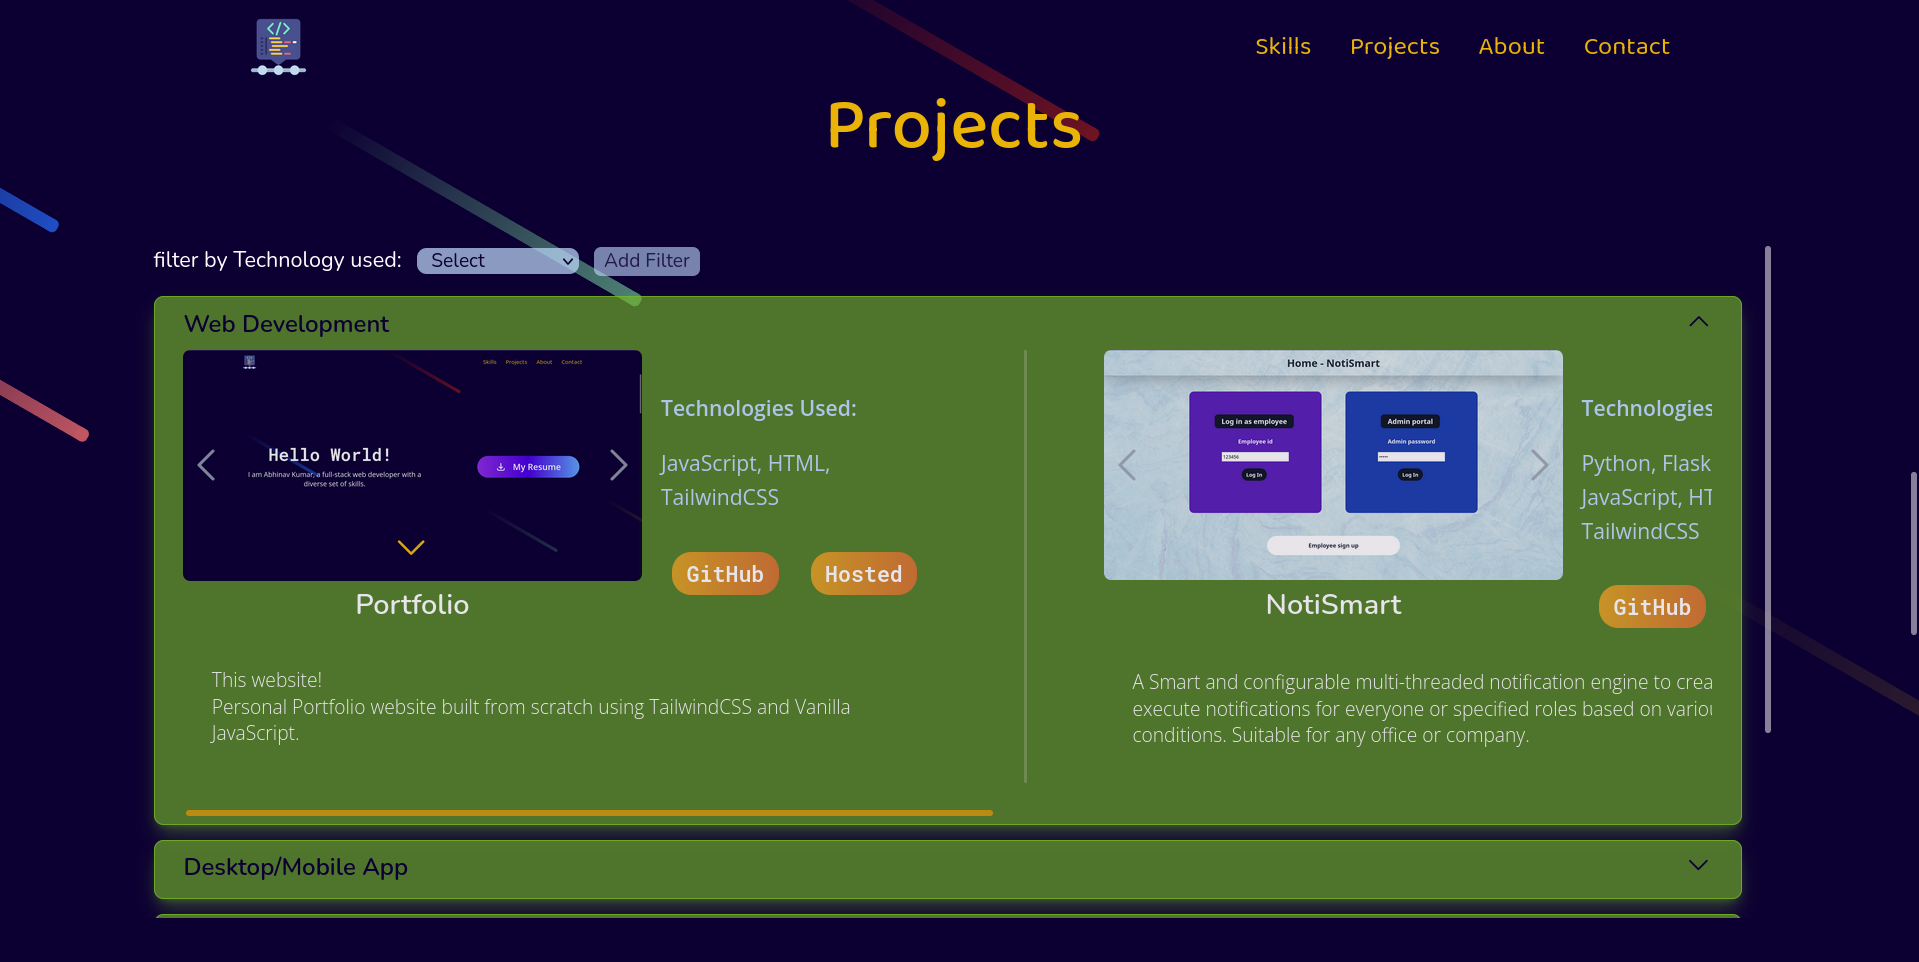 Skills Projects About Contact
Projects
filter by Technology used: Select Add Filter
Web Development
Skills Projects About Contact
Hello World!
I am Abhinav Kumar, a full-stack web developer with a
diverse set of skills.
My Resume
Portfolio
Technologies Used:
JavaScript, HTML,
TailwindCSS
GitHub Hosted
This website!
Personal Portfolio website built from scratch using TailwindCSS and Vanilla
JavaScript.
Home - NotiSmart
Log in as employee
Employee id
123456
Log In
Admin portal
Admin password
Log In
Employee sign up
NotiSmart
Technologies
Python, Flask
JavaScript, HT
TailwindCSS
GitHub
A Smart and configurable multi-threaded notification engine to crea
execute notifications for everyone or specified roles based on variou
conditions. Suitable for any office or company.
Desktop/Mobile App